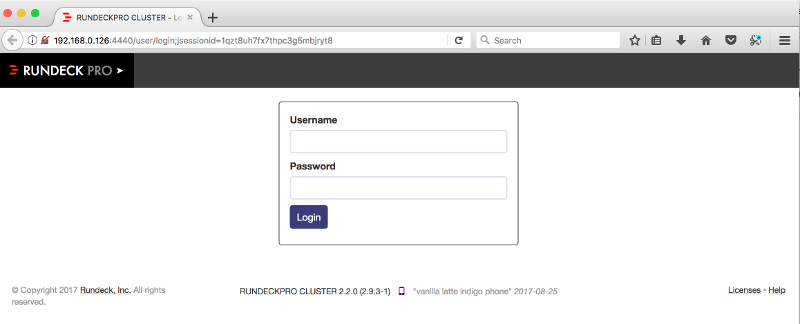 RUNDECKPRO CLUSTER - Lo
192.168.0.126:4440/user/login;jsessionid=1qzt8uh7fx7thpc3g5mbjryt8
Search
RUNDECK PRO
Username
Password
Login
© Copyright 2017 Rundeck, Inc. All rights
reserved.
RUNDECKPRO CLUSTER 2.2.0 (2.9.3-1) "vanilla latte indigo phone" 2017-08-25
Licenses · Help